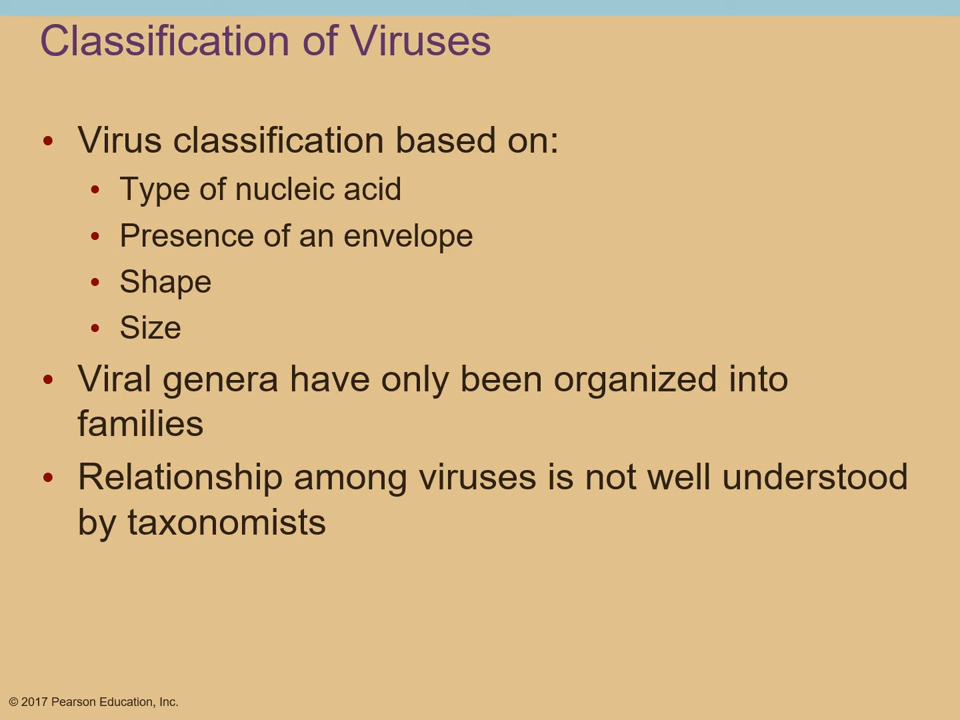 Classification of Viruses
• Virus classification based on:
• Type of nucleic acid
• Presence of an envelope
• Shape
• Size
• Viral genera have only been organized into
families
• Relationship among viruses is not well understood
by taxonomists
© 2017 Pearson Education, Inc.